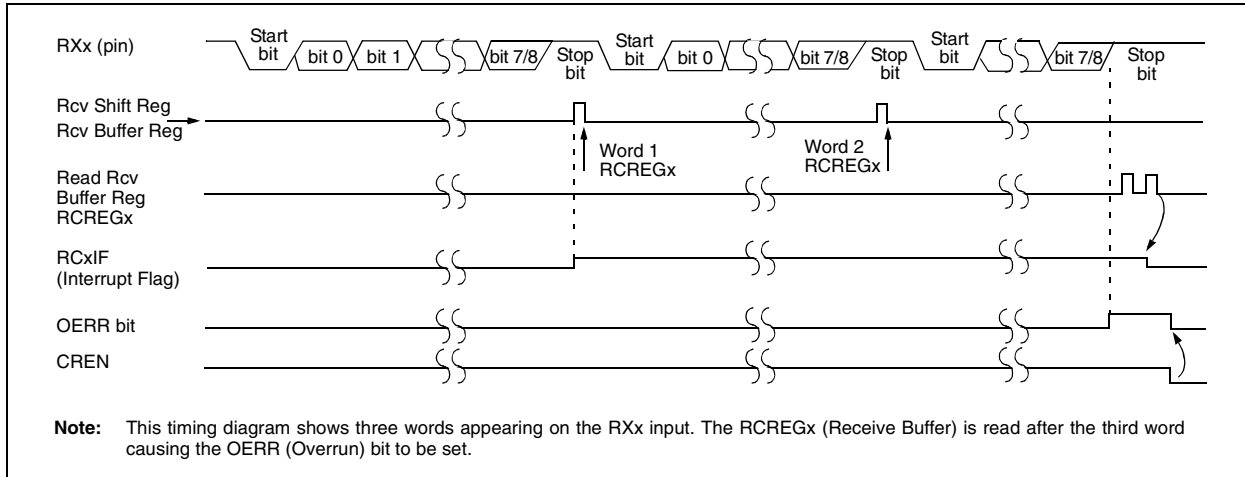 RXx (pin)
Start
bit
bit 0
bit 1
bit 7/8
Stop
bit
Start
bit
bit 0
bit 7/8
Stop
bit
Start
bit
bit 7/8
Stop
bit
Rcv Shift Reg
Rcv Buffer Reg
Word 1
RCREGx
Word 2
RCREGx
Read Rcv
Buffer Reg
RCREGx
RCxIF
(Interrupt Flag)
OERR bit
CREN
Note: This timing diagram shows three words appearing on the RXx input. The RCREGx (Receive Buffer) is read after the third word
causing the OERR (Overrun) bit to be set.